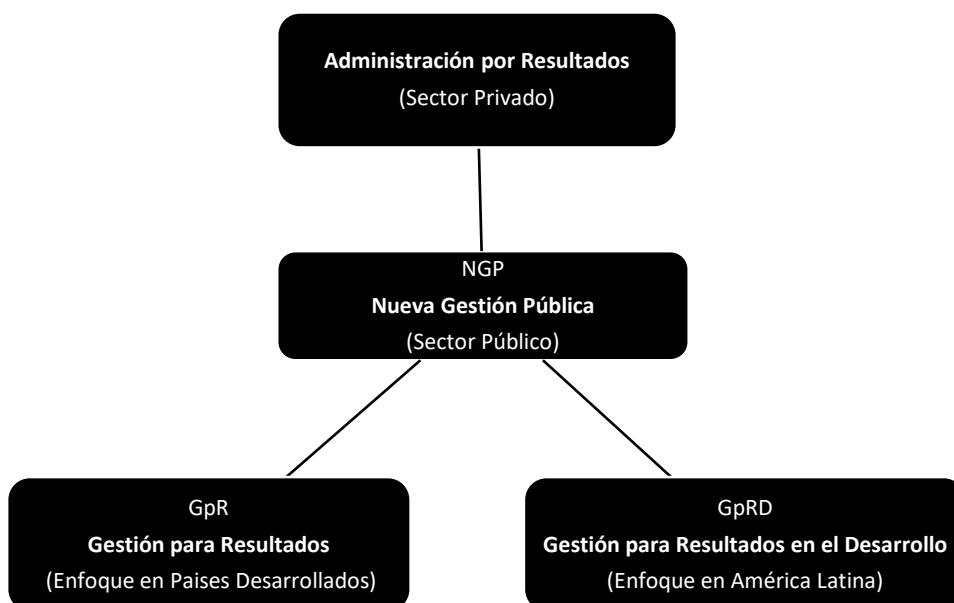 Administración por Resultados
(Sector Privado)
NGP
Nueva Gestión Pública
(Sector Público)
GpR
Gestión para Resultados
(Enfoque en Paises Desarrollados)
GpRD
Gestión para Resultados en el Desarrollo
(Enfoque en América Latina)